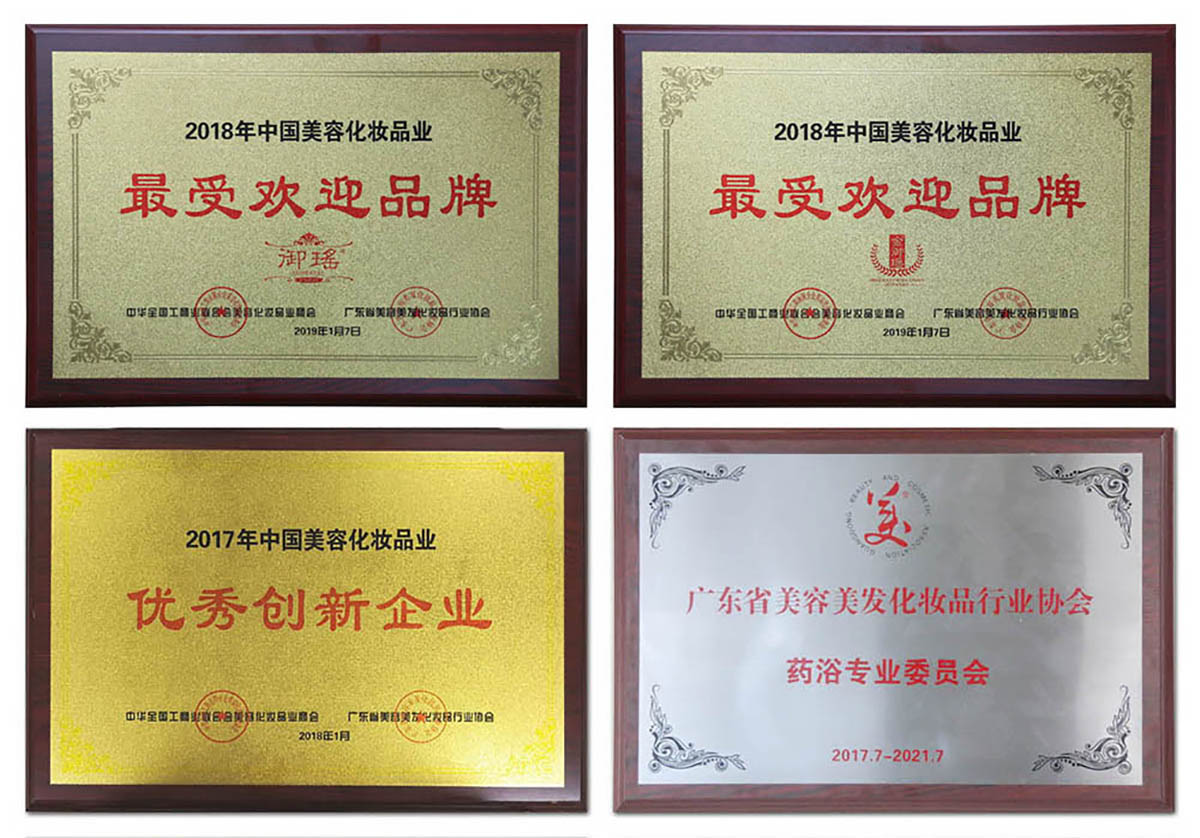 2018年中国美容化妆品业
最受欢迎品牌
御瑤
中华全国工商业联合会美容化妆品业商会 广东省美容美发化妆品行业协会
2019年1月7日
2018年中国美容化妆品业
最受欢迎品牌
中华全国工商业联合会美容化妆品业商会 广东省美容美发化妆品行业协会
2019年1月7日
2017年中国美容化妆品业
优秀创新企业
中华全国工商业联合会美容化妆品业商会 广东省美容美发化妆品行业协会
2018年1月
GUANGDONG BEAUTY AND COSMETIC ASSOCIATION
美
广东省美容美发化妆品行业协会
药浴专业委员会
2017.7-2021.7